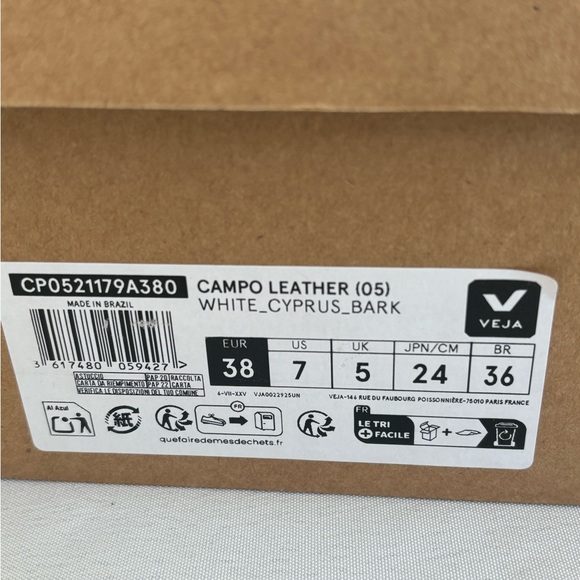 CP0521179A380
MADE IN BRAZIL
CAMPO LEATHER (05)
WHITE_CYPRUS_BARK
VEJA
EUR US UK JPN/CM BR
38 7 5 24 36
3 617480 059427 >
ASTUCCIO PAP 20 RACCOLTA
CARTA DA RIEMPIMENTO PAP 22 CARTA
VERIFICA LE DISPOSIZIONI DEL TUO COMUNE
VJA0022925UN
VEJA-146 RUE DU FAUBOURG POISSONNIÈRE-75010 PARIS FRANCE
Al Azul
紙
FR
quefairedemesdechets.fr
FR
LE TRI
+ FACILE